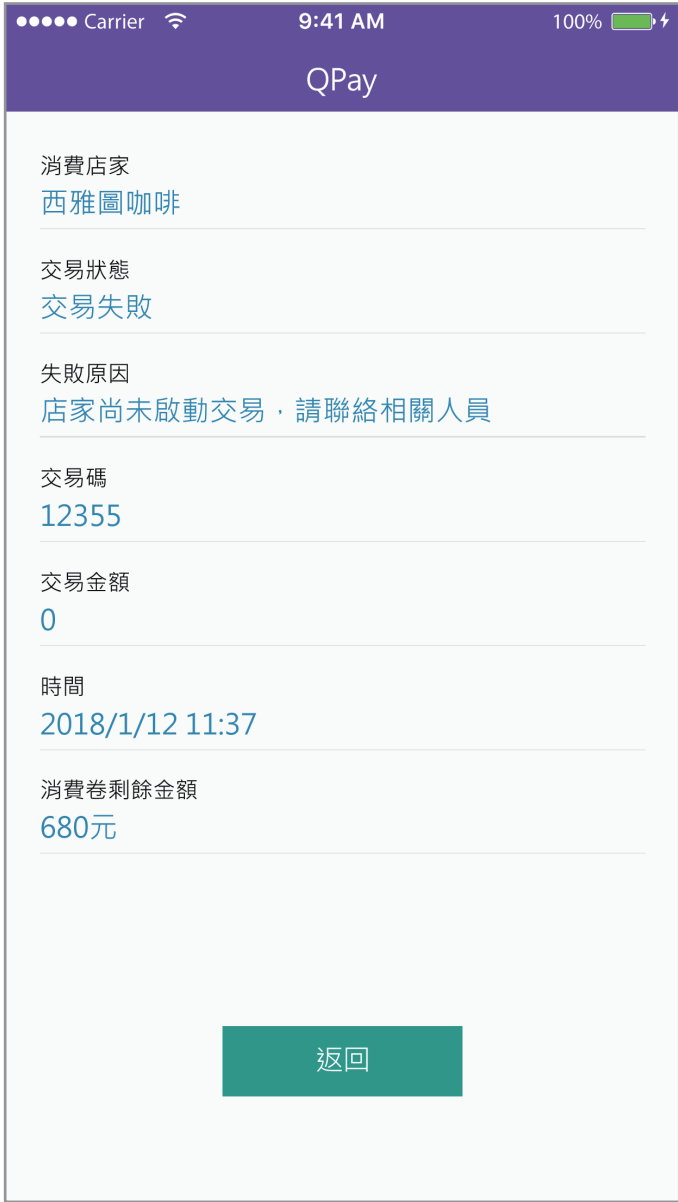 Carrier 9:41 AM 100%
QPay
消費店家
西雅圖咖啡
交易狀態
交易失敗
失敗原因
店家尚未啟動交易，請聯絡相關人員
交易碼
12355
交易金額
0
時間
2018/1/12 11:37
消費卷剩餘金額
680元
返回